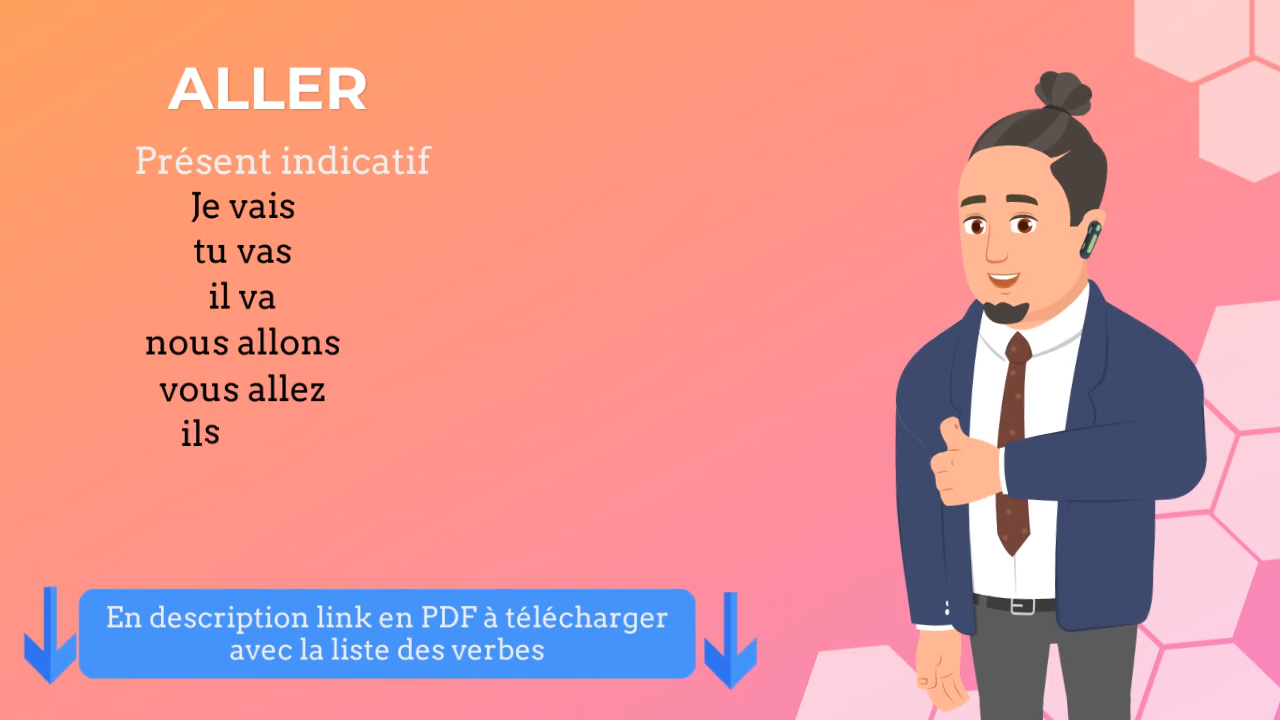 ALLER
Présent indicatif
Je vais
tu vas
il va
nous allons
vous allez
ils
En description link en PDF à télécharger
avec la liste des verbes